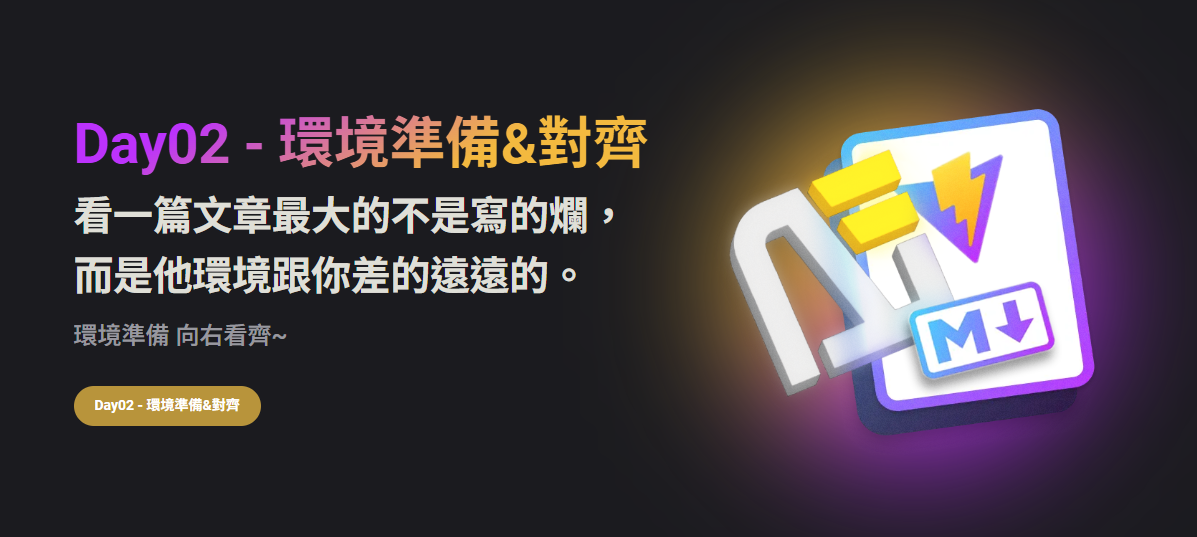 Day02 - 環境準備&對齊
看一篇文章最大的不是寫的爛，
而是他環境跟你差的遠遠的。
環境準備 向右看齊~
Day02 - 環境準備&對齊
M